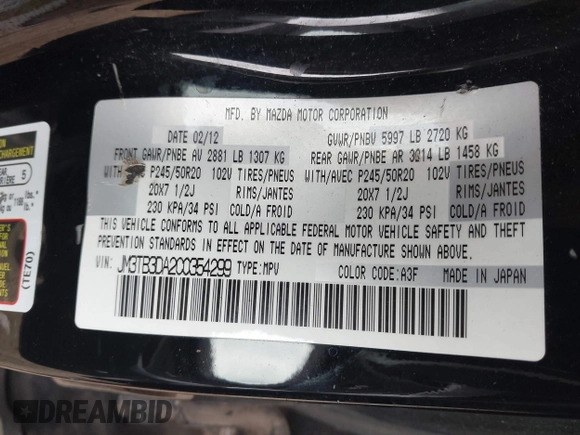 MFD. BY MAZDA MOTOR CORPORATION
DATE 02/12 GVWR/PNBV 5997 LB 2720 KG
FRONT GAWR/PNBE AV 2881 LB 1307 KG REAR GAWR/PNBE AR 3214 LB 1458 KG
WITH P245/50R20 102V TIRES/PNEUS WITH/AVEC P245/50R20 102V TIRES/PNEUS
20X7 1/2J RIMS/JANTES 20X7 1/2J RIMS/JANTES
230 KPA/34 PSI COLD/A FROID 230 KPA/34 PSI COLD/A FROID
THIS VEHICLE CONFORMS TO ALL APPLICABLE FEDERAL MOTOR VEHICLE SAFETY AND THEFT
PREVENTION STANDARDS IN EFFECT ON THE DATE OF MANUFACTURE SHOWN ABOVE.
VIN: JM3TB3DA2C0354299 TYPE:MPV COLOR CODE:A3F MADE IN JAPAN
CHARGEMENT
5
(TE70)
DREAMBID